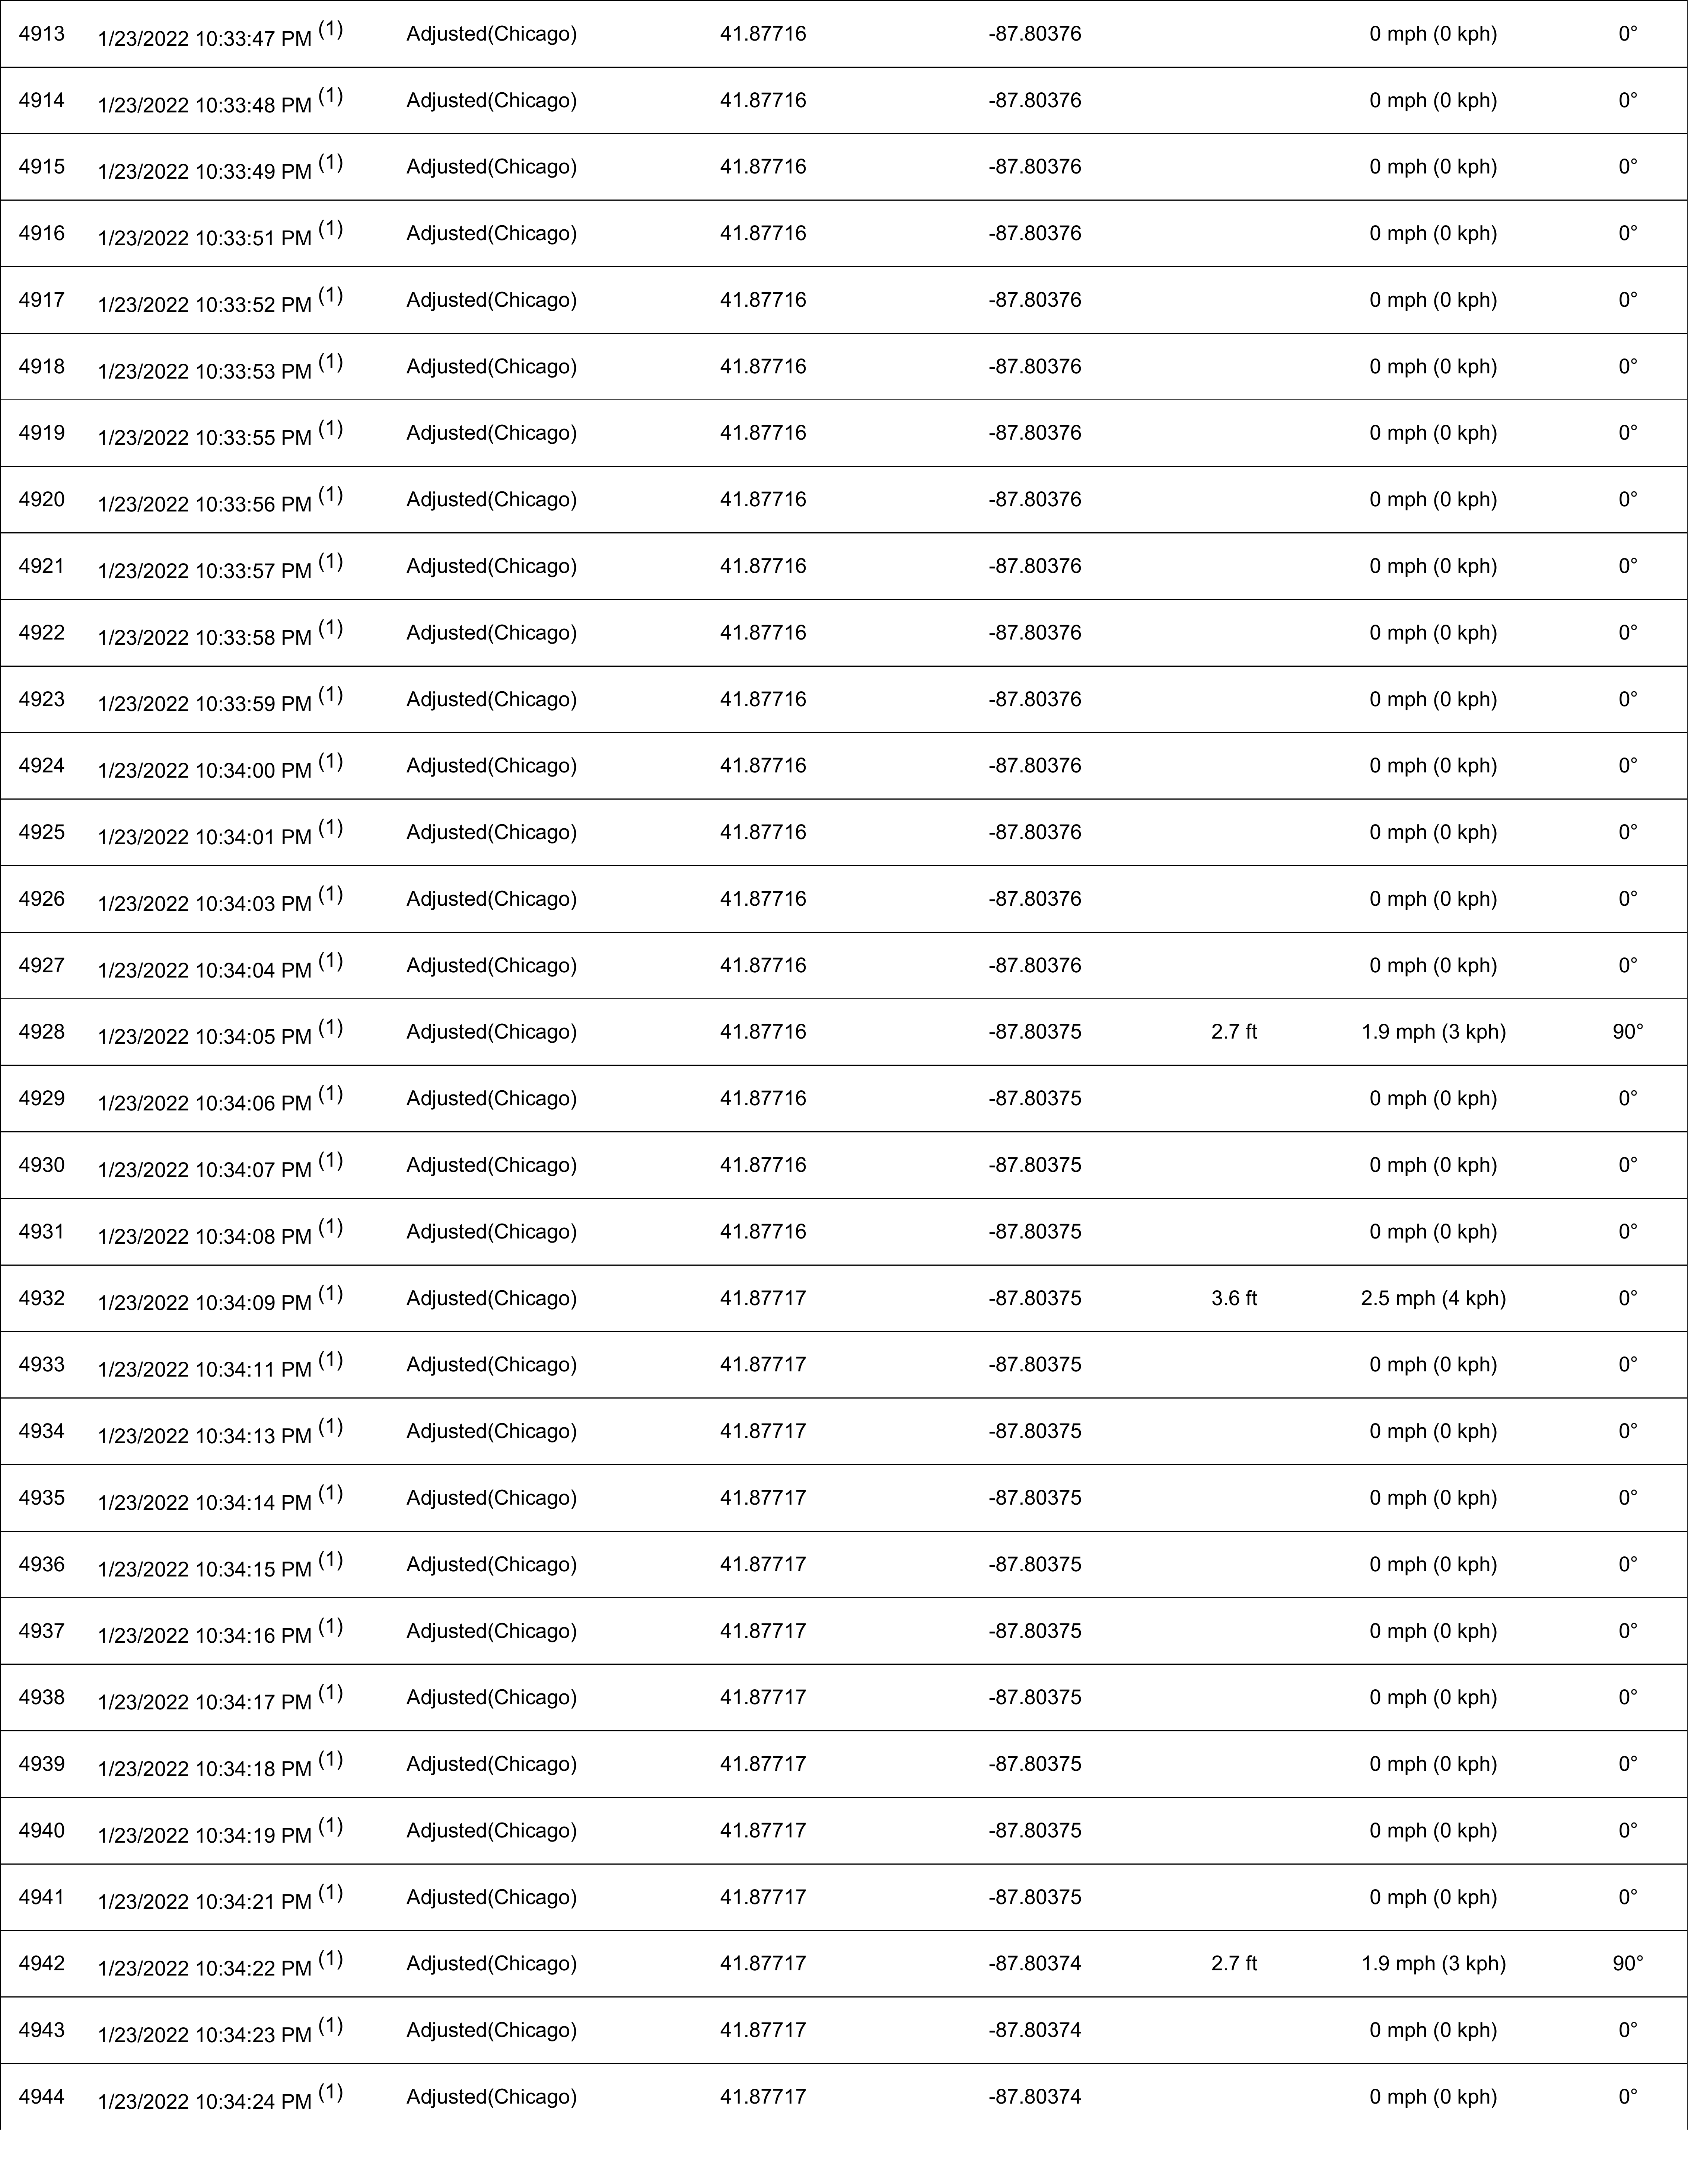 4913 1/23/2022 10:33:47 PM (1) Adjusted(Chicago) 41.87716 -87.80376 0 mph (0 kph) 0°
4914 1/23/2022 10:33:48 PM (1) Adjusted(Chicago) 41.87716 -87.80376 0 mph (0 kph) 0°
4915 1/23/2022 10:33:49 PM (1) Adjusted(Chicago) 41.87716 -87.80376 0 mph (0 kph) 0°
4916 1/23/2022 10:33:51 PM (1) Adjusted(Chicago) 41.87716 -87.80376 0 mph (0 kph) 0°
4917 1/23/2022 10:33:52 PM (1) Adjusted(Chicago) 41.87716 -87.80376 0 mph (0 kph) 0°
4918 1/23/2022 10:33:53 PM (1) Adjusted(Chicago) 41.87716 -87.80376 0 mph (0 kph) 0°
4919 1/23/2022 10:33:55 PM (1) Adjusted(Chicago) 41.87716 -87.80376 0 mph (0 kph) 0°
4920 1/23/2022 10:33:56 PM (1) Adjusted(Chicago) 41.87716 -87.80376 0 mph (0 kph) 0°
4921 1/23/2022 10:33:57 PM (1) Adjusted(Chicago) 41.87716 -87.80376 0 mph (0 kph) 0°
4922 1/23/2022 10:33:58 PM (1) Adjusted(Chicago) 41.87716 -87.80376 0 mph (0 kph) 0°
4923 1/23/2022 10:33:59 PM (1) Adjusted(Chicago) 41.87716 -87.80376 0 mph (0 kph) 0°
4924 1/23/2022 10:34:00 PM (1) Adjusted(Chicago) 41.87716 -87.80376 0 mph (0 kph) 0°
4925 1/23/2022 10:34:01 PM (1) Adjusted(Chicago) 41.87716 -87.80376 0 mph (0 kph) 0°
4926 1/23/2022 10:34:03 PM (1) Adjusted(Chicago) 41.87716 -87.80376 0 mph (0 kph) 0°
4927 1/23/2022 10:34:04 PM (1) Adjusted(Chicago) 41.87716 -87.80376 0 mph (0 kph) 0°
4928 1/23/2022 10:34:05 PM (1) Adjusted(Chicago) 41.87716 -87.80375 2.7 ft 1.9 mph (3 kph) 90°
4929 1/23/2022 10:34:06 PM (1) Adjusted(Chicago) 41.87716 -87.80375 0 mph (0 kph) 0°
4930 1/23/2022 10:34:07 PM (1) Adjusted(Chicago) 41.87716 -87.80375 0 mph (0 kph) 0°
4931 1/23/2022 10:34:08 PM (1) Adjusted(Chicago) 41.87716 -87.80375 0 mph (0 kph) 0°
4932 1/23/2022 10:34:09 PM (1) Adjusted(Chicago) 41.87717 -87.80375 3.6 ft 2.5 mph (4 kph) 0°
4933 1/23/2022 10:34:11 PM (1) Adjusted(Chicago) 41.87717 -87.80375 0 mph (0 kph) 0°
4934 1/23/2022 10:34:13 PM (1) Adjusted(Chicago) 41.87717 -87.80375 0 mph (0 kph) 0°
4935 1/23/2022 10:34:14 PM (1) Adjusted(Chicago) 41.87717 -87.80375 0 mph (0 kph) 0°
4936 1/23/2022 10:34:15 PM (1) Adjusted(Chicago) 41.87717 -87.80375 0 mph (0 kph) 0°
4937 1/23/2022 10:34:16 PM (1) Adjusted(Chicago) 41.87717 -87.80375 0 mph (0 kph) 0°
4938 1/23/2022 10:34:17 PM (1) Adjusted(Chicago) 41.87717 -87.80375 0 mph (0 kph) 0°
4939 1/23/2022 10:34:18 PM (1) Adjusted(Chicago) 41.87717 -87.80375 0 mph (0 kph) 0°
4940 1/23/2022 10:34:19 PM (1) Adjusted(Chicago) 41.87717 -87.80375 0 mph (0 kph) 0°
4941 1/23/2022 10:34:21 PM (1) Adjusted(Chicago) 41.87717 -87.80375 0 mph (0 kph) 0°
4942 1/23/2022 10:34:22 PM (1) Adjusted(Chicago) 41.87717 -87.80374 2.7 ft 1.9 mph (3 kph) 90°
4943 1/23/2022 10:34:23 PM (1) Adjusted(Chicago) 41.87717 -87.80374 0 mph (0 kph) 0°
4944 1/23/2022 10:34:24 PM (1) Adjusted(Chicago) 41.87717 -87.80374 0 mph (0 kph) 0°